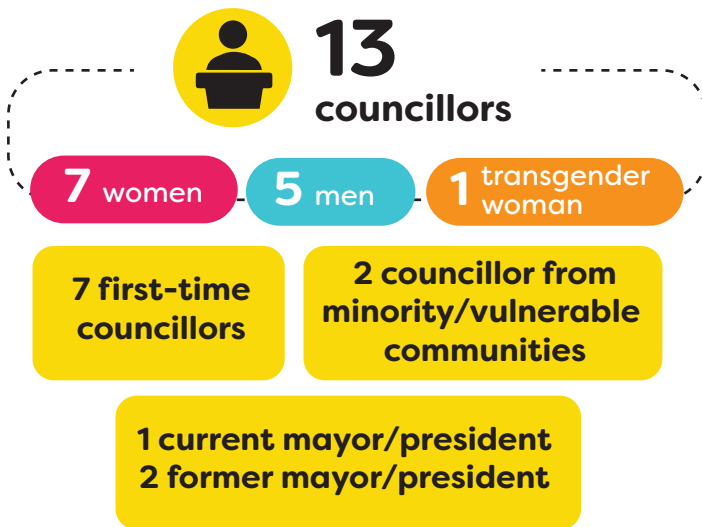 13
councillors
7 women
5 men
1 transgender
woman
7 first-time
councillors
2 councillor from
minority/vulnerable
communities
1 current mayor/president
2 former mayor/president